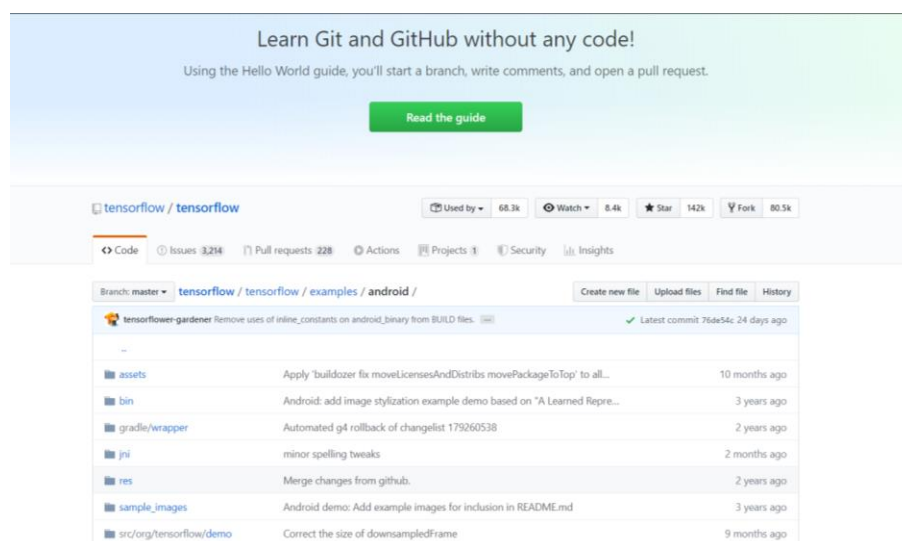 Learn Git and GitHub without any code!
Using the Hello World guide, you'll start a branch, write comments, and open a pull request.
Read the guide
tensorflow / tensorflow
Used by 68.3k Watch 8.4k Star 142k Fork 80.5k
Code Issues 3,214 Pull requests 228 Actions Projects 1 Security Insights
Branch: master tensorflow / tensorflow / examples / android / Create new file Upload files Find file History
tensorflower-gardener Remove uses of inline_constants on android_binary from BUILD files. ... Latest commit 76de54c 24 days ago
..
assets Apply 'buildozer fix moveLicensesAndDistribs movePackageToTop' to all... 10 months ago
bin Android: add image stylization example demo based on "A Learned Repre... 3 years ago
gradle/wrapper Automated g4 rollback of changelist 179260538 2 years ago
jni minor spelling tweaks 2 months ago
res Merge changes from github. 2 years ago
sample_images Android demo: Add example images for inclusion in README.md 3 years ago
src/org/tensorflow/demo Correct the size of downsampledFrame 9 months ago